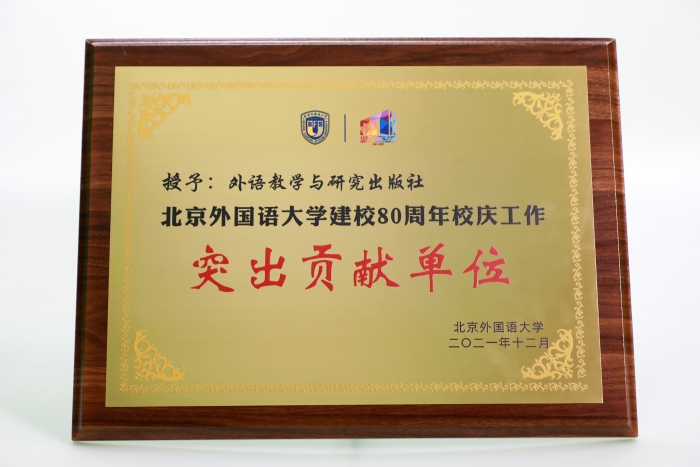 授予：外语教学与研究出版社
北京外国语大学建校80周年校庆工作
突出贡献单位
北京外国语大学
二〇二一年十二月